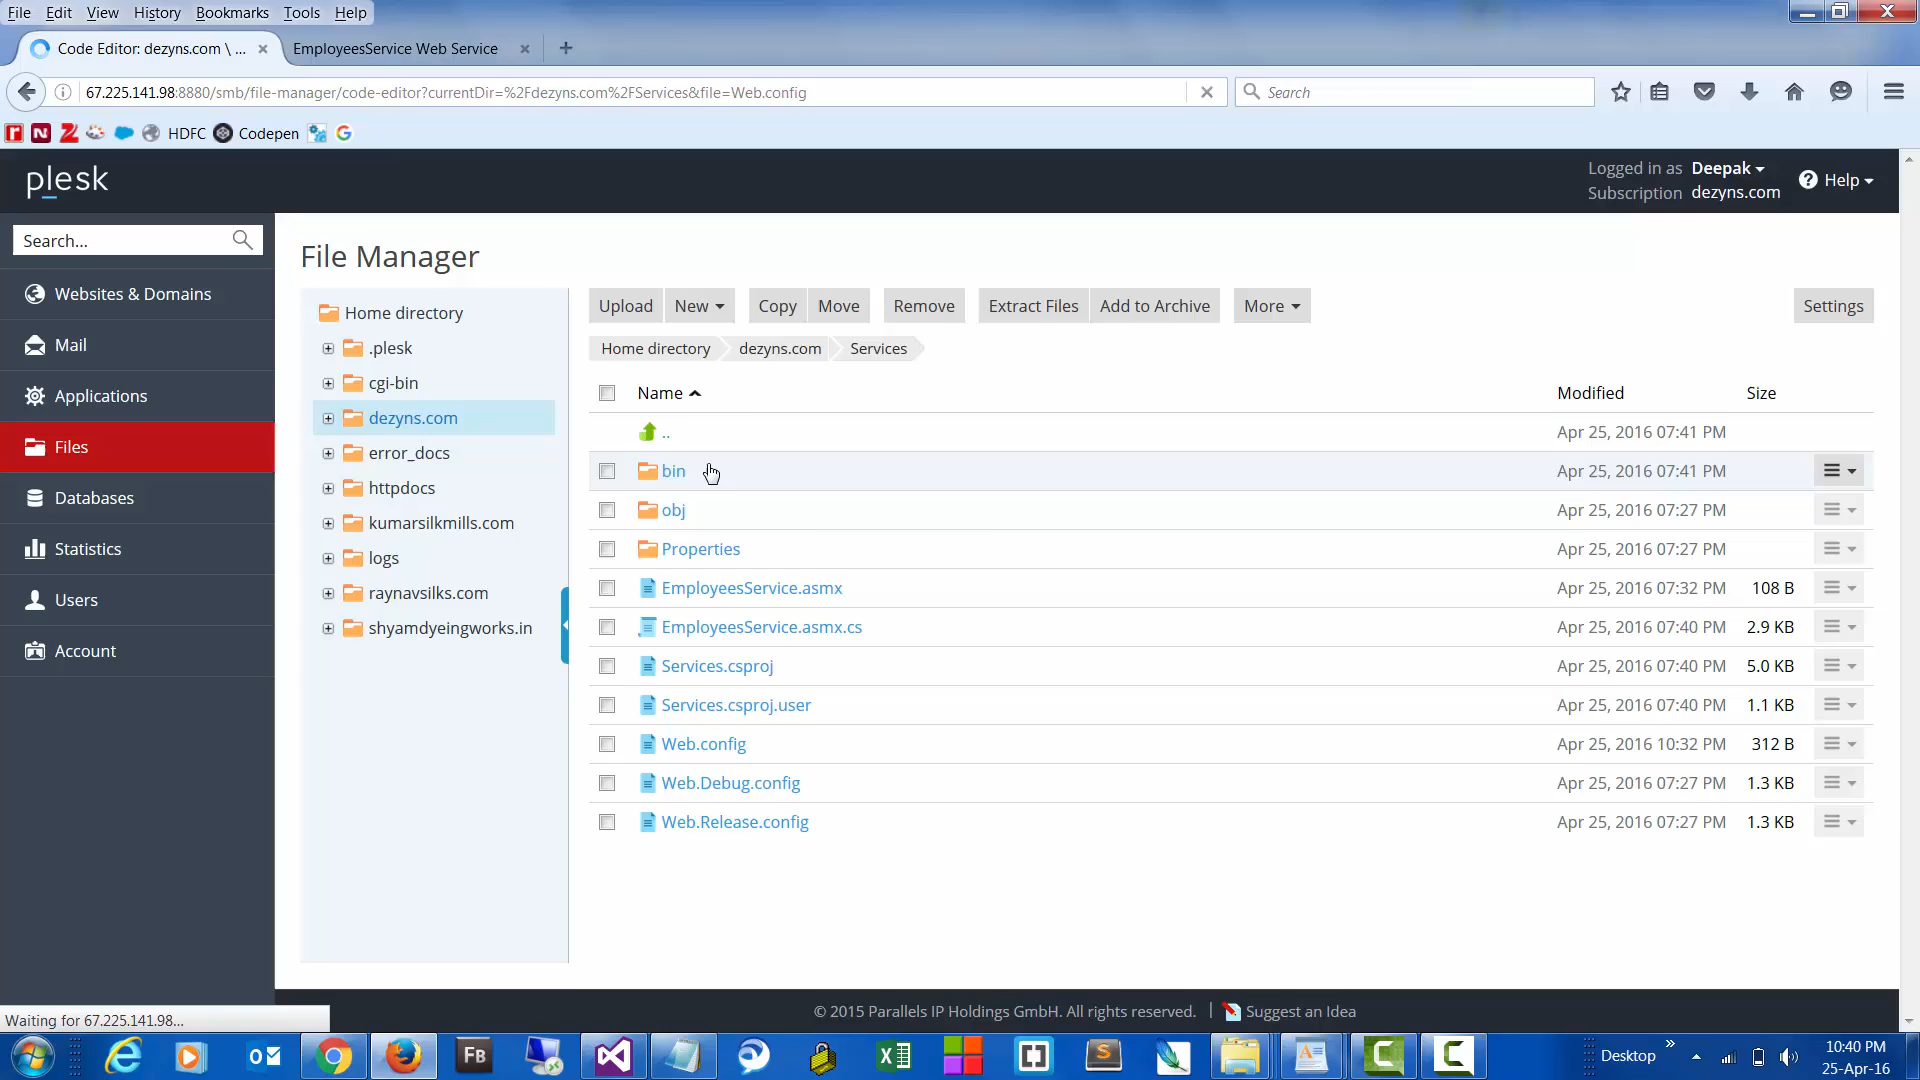 File Edit View History Bookmarks Tools Help
Code Editor: dezyns.com \ ... EmployeesService Web Service
67.225.141.98:8880/smb/file-manager/code-editor?currentDir=%2Fdezyns.com%2FServices&file=Web.config Search
HDFC Codepen
plesk
Logged in as Deepak
Subscription dezyns.com
Help
Search...
Websites & Domains
Mail
Applications
Files
Databases
Statistics
Users
Account
File Manager
Home directory
.plesk
cgi-bin
dezyns.com
error_docs
httpdocs
kumarsilkmills.com
logs
raynavsilks.com
shyamdyeingworks.in
Upload New Copy Move Remove Extract Files Add to Archive More Settings
Home directory dezyns.com Services
Name Modified Size
.. Apr 25, 2016 07:41 PM
bin Apr 25, 2016 07:41 PM
obj Apr 25, 2016 07:27 PM
Properties Apr 25, 2016 07:27 PM
EmployeesService.asmx Apr 25, 2016 07:32 PM 108 B
EmployeesService.asmx.cs Apr 25, 2016 07:40 PM 2.9 KB
Services.csproj Apr 25, 2016 07:40 PM 5.0 KB
Services.csproj.user Apr 25, 2016 07:40 PM 1.1 KB
Web.config Apr 25, 2016 10:32 PM 312 B
Web.Debug.config Apr 25, 2016 07:27 PM 1.3 KB
Web.Release.config Apr 25, 2016 07:27 PM 1.3 KB
© 2015 Parallels IP Holdings GmbH. All rights reserved. | Suggest an Idea
Waiting for 67.225.141.98...
FB
Desktop
10:40 PM
25-Apr-16